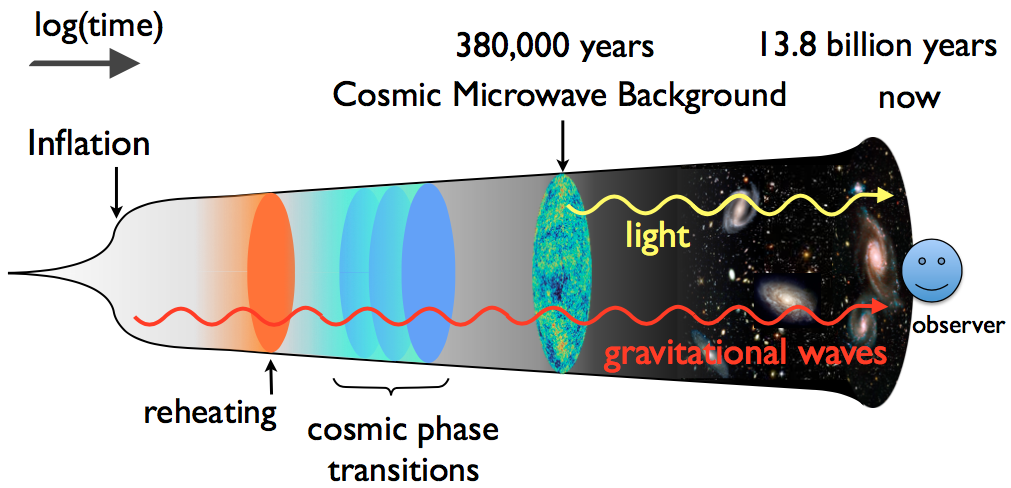 log(time)
380,000 years
Cosmic Microwave Background
13.8 billion years
now
Inflation
light
gravitational waves
observer
reheating
cosmic phase
transitions